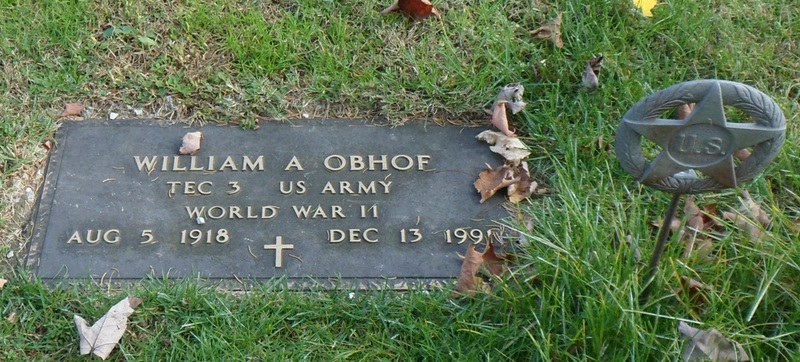 WILLIAM A OBHOF
TEC 3 US ARMY
WORLD WAR II
AUG 5 1918 DEC 13
U.S.